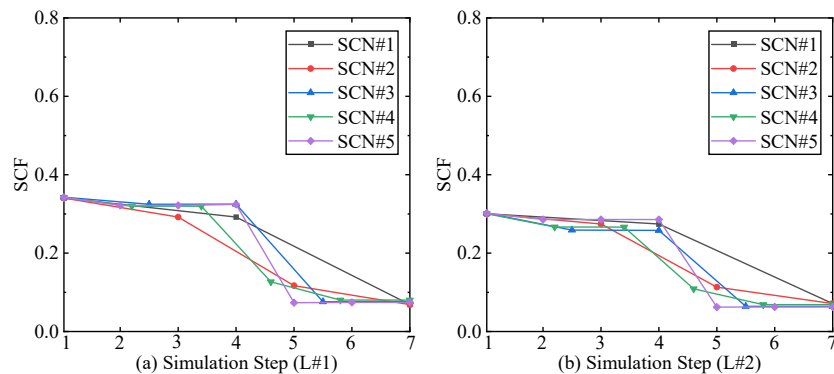 0.8
0.6
0.4
0.2
0.0
SCF
SCN#1
SCN#2
SCN#3
SCN#4
SCN#5
1 2 3 4 5 6 7
(a) Simulation Step (L#1)
0.8
0.6
0.4
0.2
0.0
SCF
SCN#1
SCN#2
SCN#3
SCN#4
SCN#5
1 2 3 4 5 6 7
(b) Simulation Step (L#2)